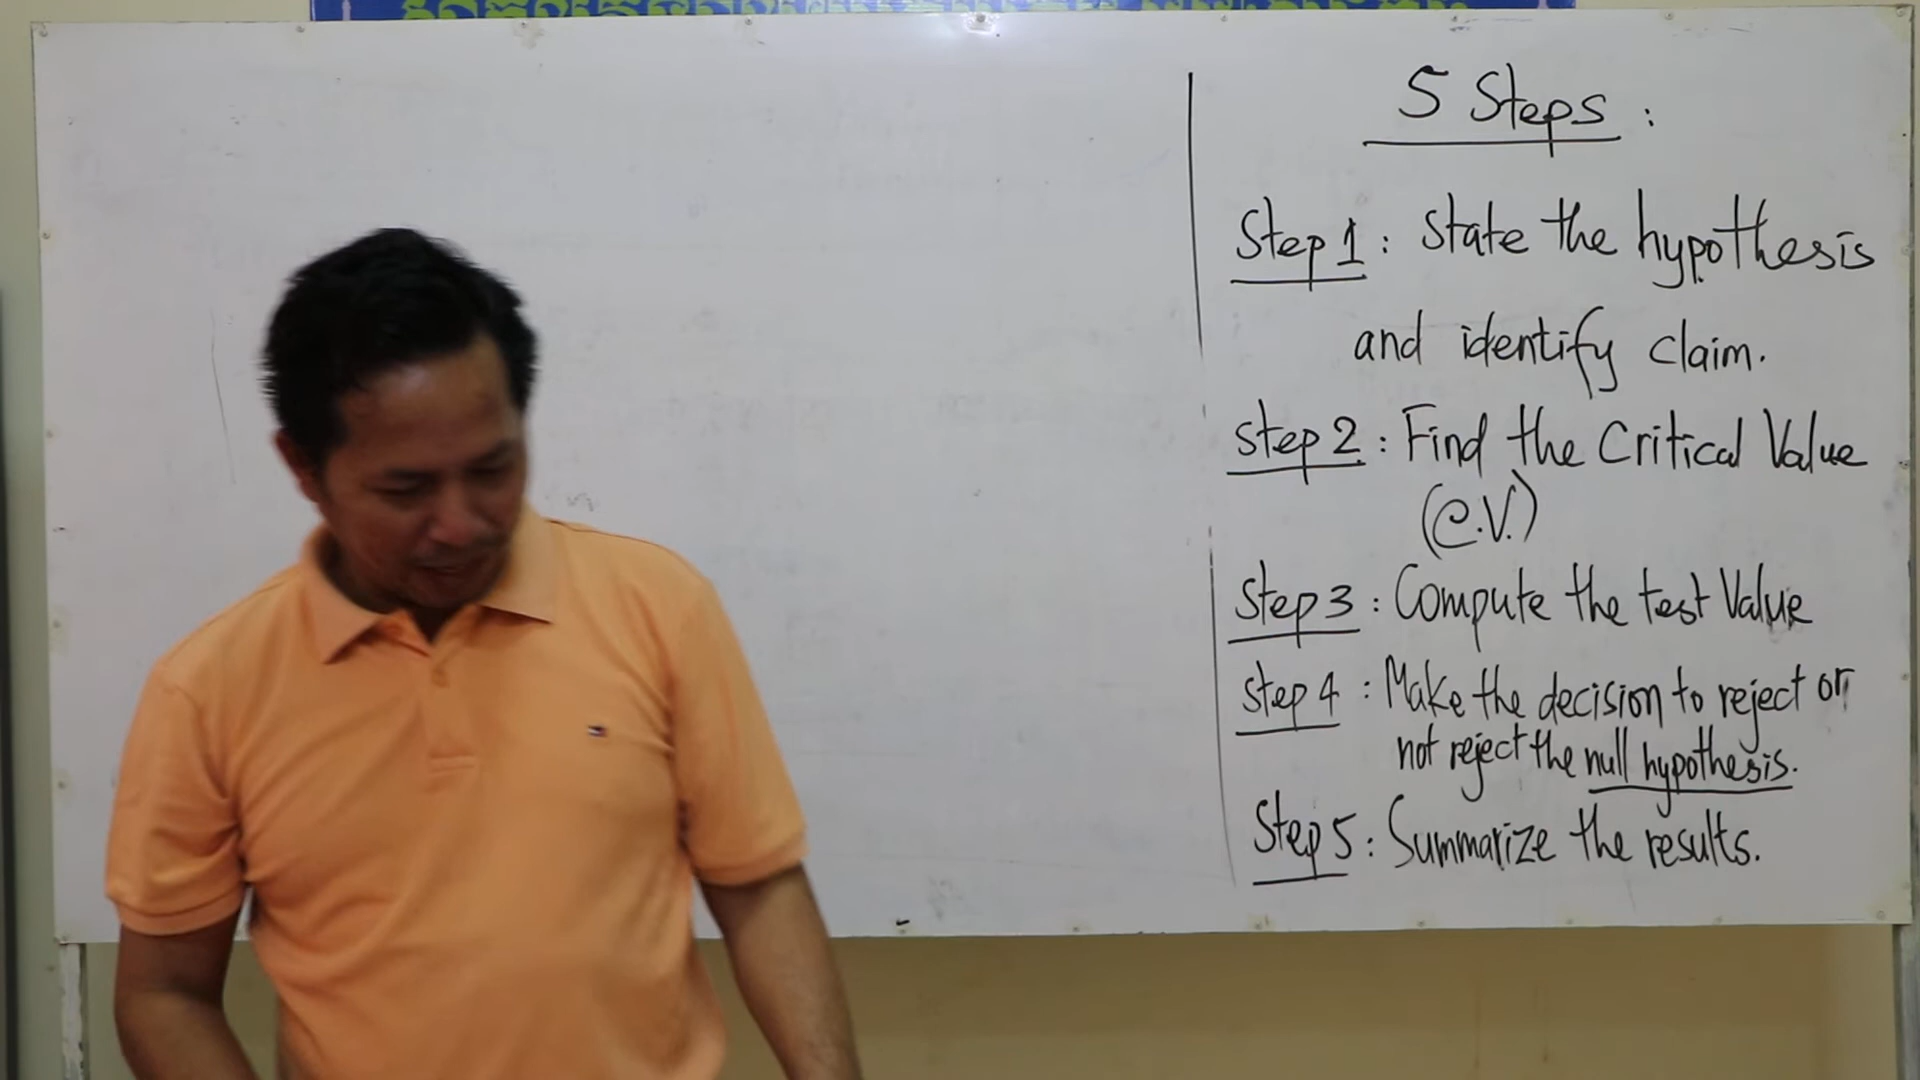 5 Steps :
Step 1 : State the hypothesis
and identify claim.
Step 2 : Find the Critical Value
(C.V.)
Step 3 : Compute the test Value
Step 4 : Make the decision to reject or
not reject the null hypothesis.
Step 5 : Summarize the results.